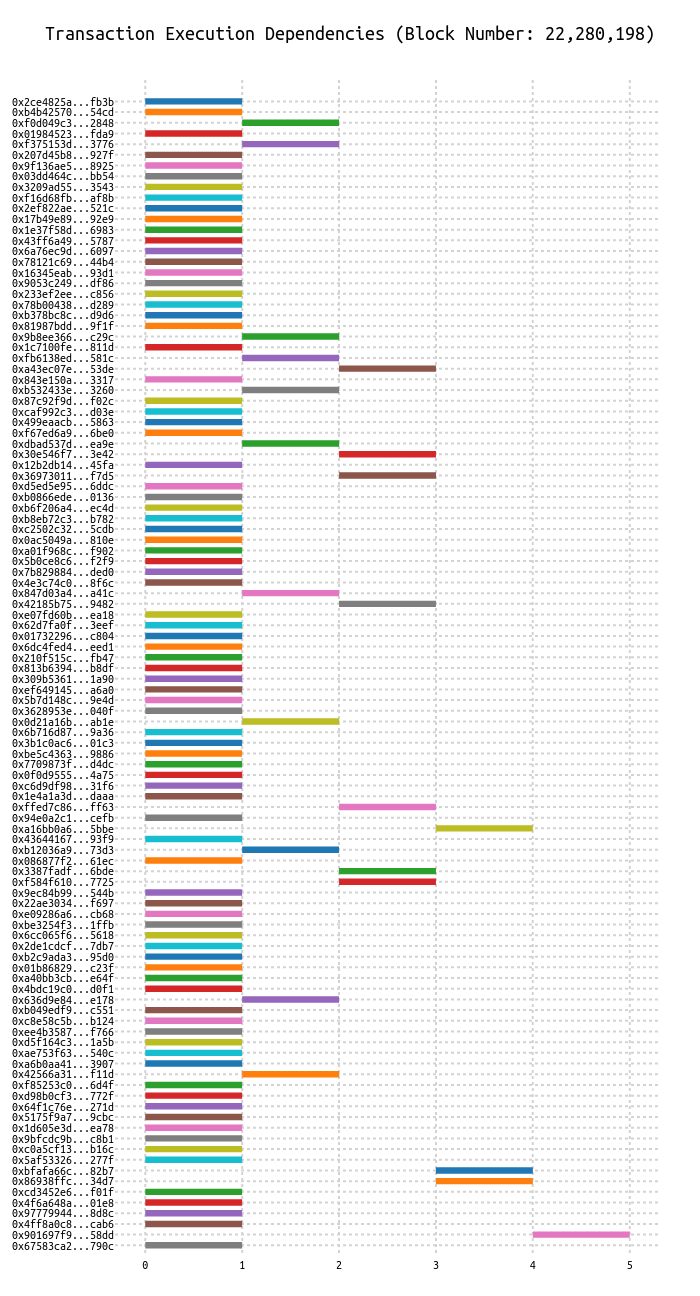 Transaction Execution Dependencies (Block Number: 22,280,198)
0x2ce4825a...fb3b
0xb4b42570...54cd
0xf0d049c3...2848
0x01984523...fda9
0xf375153d...3776
0x207d45b8...927f
0x9f136ae5...8925
0x03dd464c...bb54
0x3209ad55...3543
0xf16d68fb...af8b
0x2ef822ae...521c
0x17b49e89...92e9
0x1e37f58d...6983
0x43ff6a49...5787
0x6a76ec9d...6097
0x78121c69...44b4
0x16345eab...93d1
0x9053c249...df86
0x233ef2ee...c856
0x78b00438...d289
0xb378bc8c...d9d6
0x81987bdd...9f1f
0x9b8ee366...c29c
0x1c7100fe...811d
0xfb6138ed...581c
0xa43ec07e...53de
0x843e150a...3317
0xb532433e...3260
0x87c92f9d...f02c
0xcaf992c3...d03e
0x499eaacb...5863
0xf67ed6a9...6be0
0xdbad537d...ea9e
0x30e546f7...3e42
0x12b2db14...45fa
0x36973011...f7d5
0xd5ed5e95...6ddc
0xb0866ede...0136
0xb6f206a4...ec4d
0xb8eb72c3...b782
0xc2502c32...5cdb
0x0ac5049a...810e
0xa01f968c...f902
0x5b0ce8c6...f2f9
0x7b829884...ded0
0x4e3c74c0...8f6c
0x847d03a4...a41c
0x42185b75...9482
0xe07fd60b...ea18
0x62d7fa0f...3eef
0x01732296...c804
0x6dc4fed4...eed1
0x210f515c...fb47
0x813b6394...b8df
0x309b5361...1a90
0xef649145...a6a0
0x5b7d148c...9e4d
0x3628953e...040f
0x0d21a16b...ab1e
0x6b716d87...9a36
0x3b1c0ac6...01c3
0xbe5c4363...9886
0x7709873f...d4dc
0x0f0d9555...4a75
0xc6d9df98...31f6
0x1e4a1a3d...daaa
0xffed7c86...ff63
0x94e0a2c1...cefb
0xa16bb0a6...5bbe
0x43644167...93f9
0xb12036a9...73d3
0x086877f2...61ec
0x3387fadf...6bde
0xf584f610...7725
0x9ec84b99...544b
0x22ae3034...f697
0xe09286a6...cb68
0xbe3254f3...1ffb
0x6cc065f6...5618
0x2de1cdcf...7db7
0xb2c9ada3...95d0
0x01b86829...c23f
0xa40bb3cb...e64f
0x4bdc19c0...d0f1
0x636d9e84...e178
0xb049edf9...c551
0xc8e58c5b...b124
0xee4b3587...f766
0xd5f164c3...1a5b
0xae753f63...540c
0xa6b0aa41...3907
0x42566a31...f11d
0xf85253c0...6d4f
0xd98b0cf3...772f
0x64f1c76e...271d
0x5175f9a7...9cbc
0x1d605e3d...ea78
0x9bfcdc9b...c8b1
0xc0a5cf13...b16c
0x5af53326...277f
0xbfafa66c...82b7
0x86938ffc...34d7
0xcd3452e6...f01f
0x4f6a648a...01e8
0x97779944...8d8c
0x4ff8a0c8...cab6
0x901697f9...58dd
0x67583ca2...790c
0 1 2 3 4 5